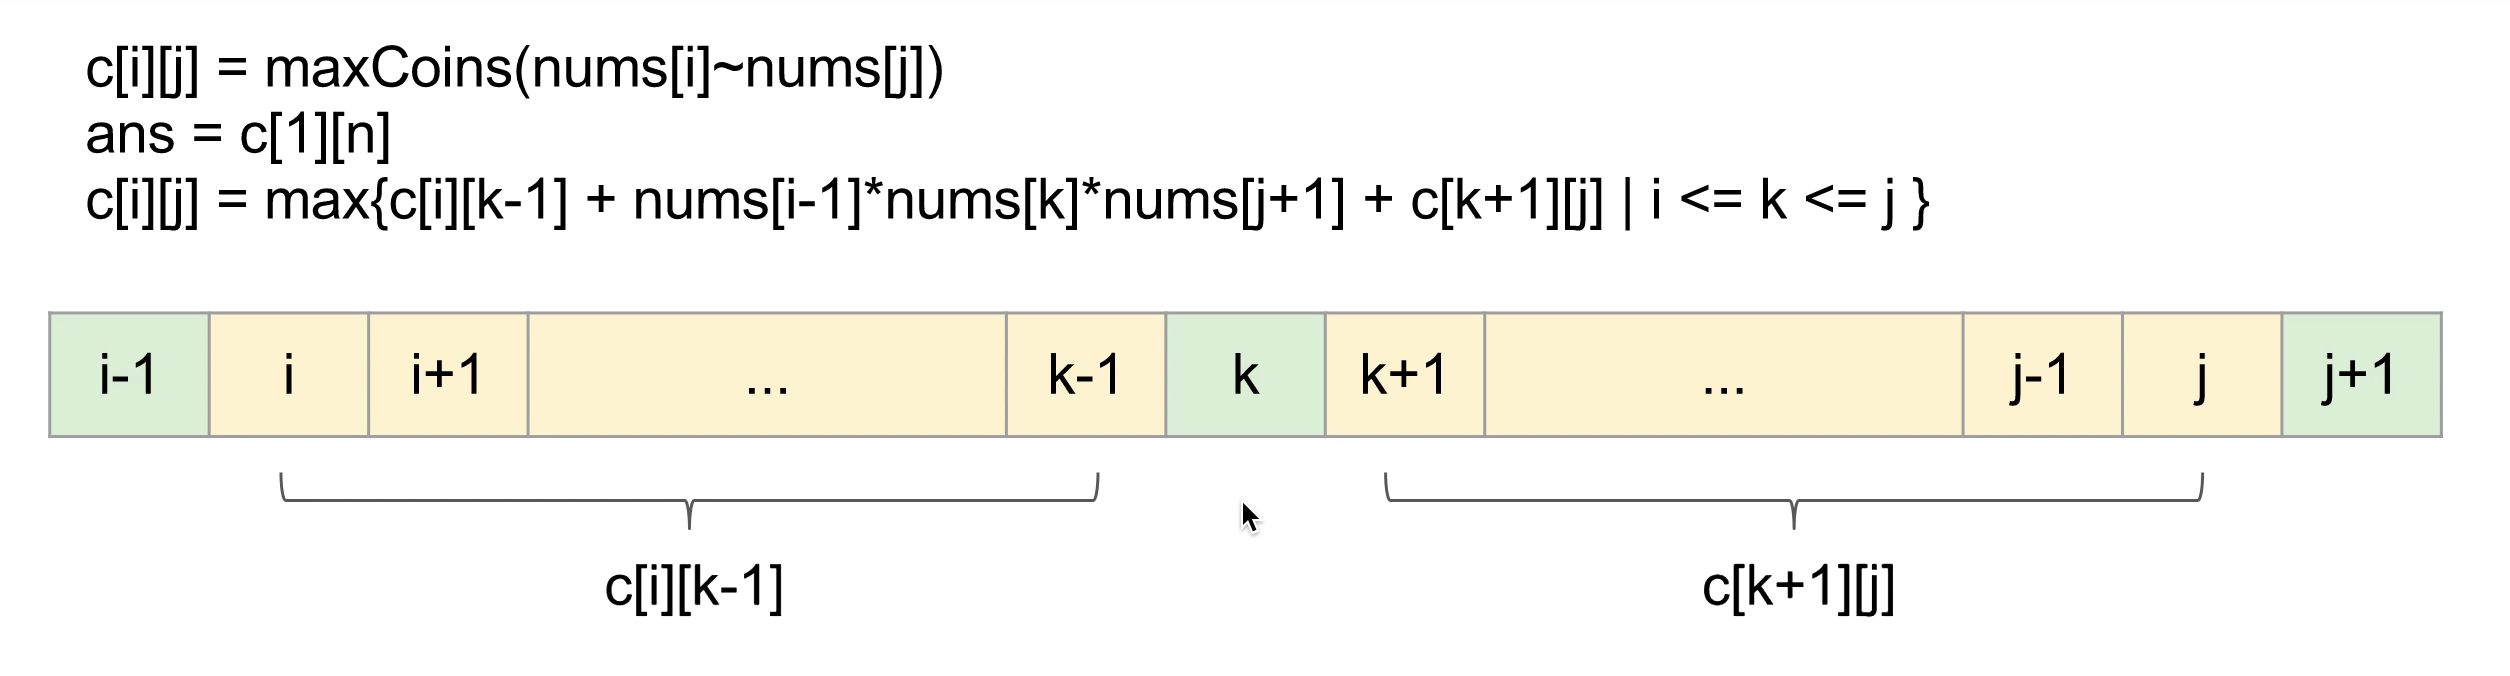 c[i][j] = maxCoins(nums[i]~nums[j])
ans = c[1][n]
c[i][j] = max{c[i][k-1] + nums[i-1]*nums[k]*nums[j+1] + c[k+1][j] | i <= k <= j }
i-1 i i+1 ... k-1 k k+1 ... j-1 j j+1
c[i][k-1] c[k+1][j]